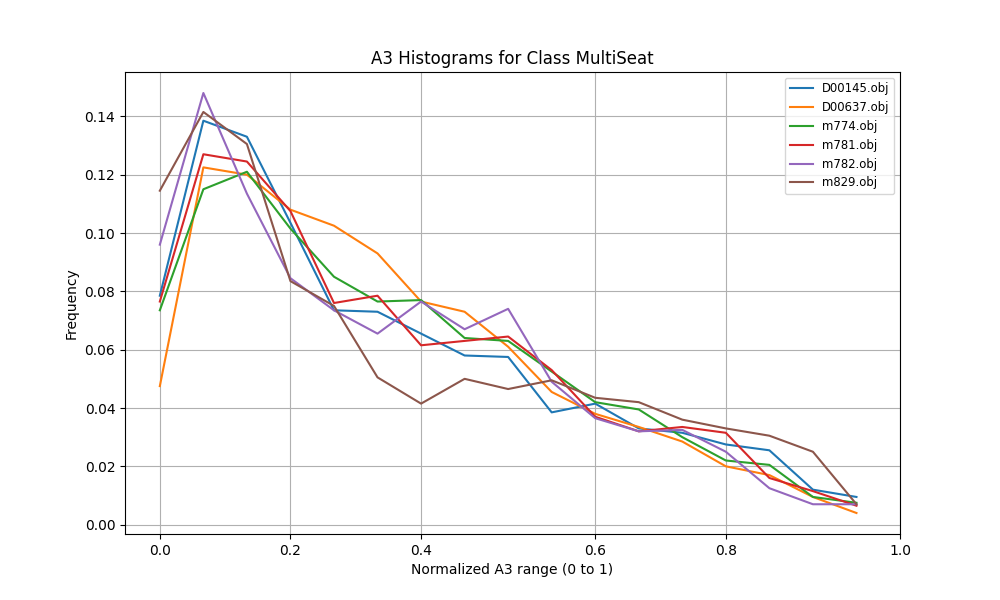 A3 Histograms for Class MultiSeat
D00145.obj
D00637.obj
m774.obj
m781.obj
m782.obj
m829.obj
0.14
0.12
0.10
0.08
0.06
0.04
0.02
0.00
Frequency
0.0 0.2 0.4 0.6 0.8 1.0
Normalized A3 range (0 to 1)